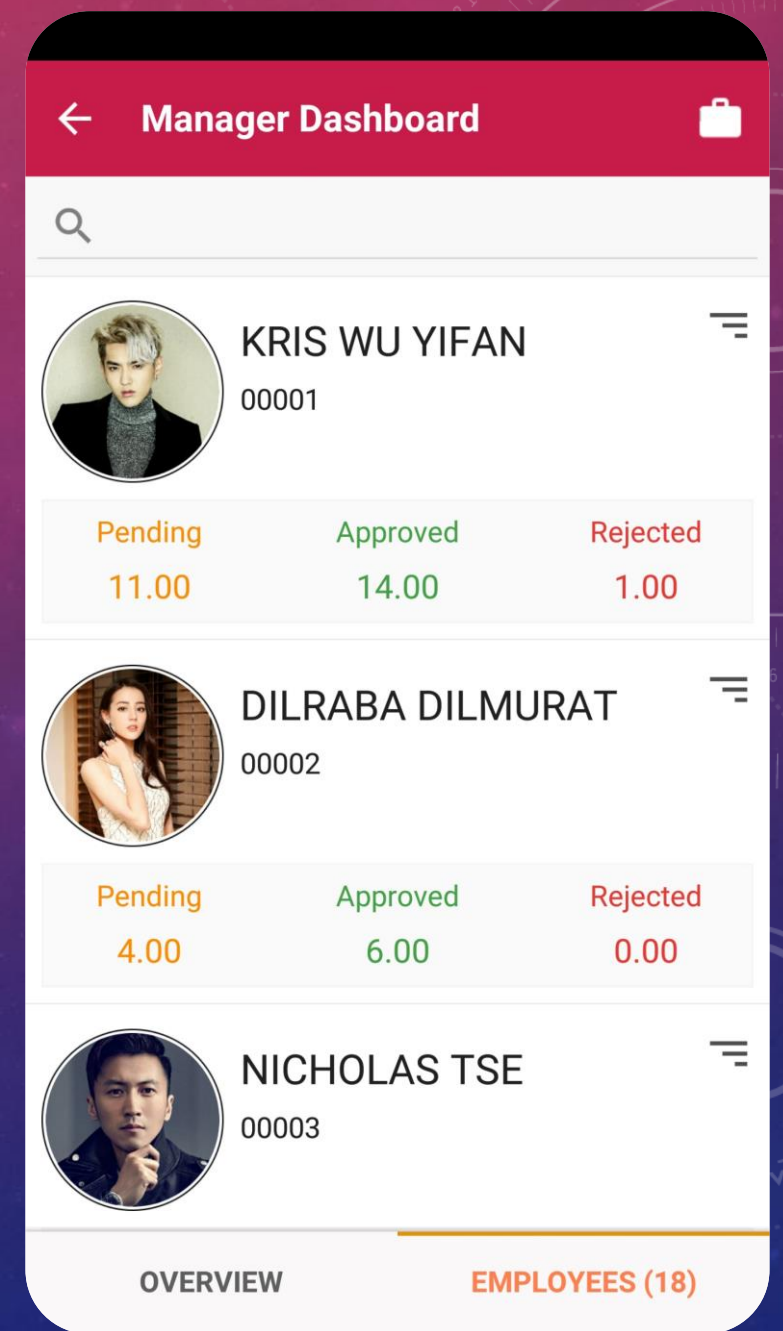 Manager Dashboard
KRIS WU YIFAN
00001
Pending Approved Rejected
11.00 14.00 1.00
DILRABA DILMURAT
00002
Pending Approved Rejected
4.00 6.00 0.00
NICHOLAS TSE
00003
OVERVIEW EMPLOYEES (18)